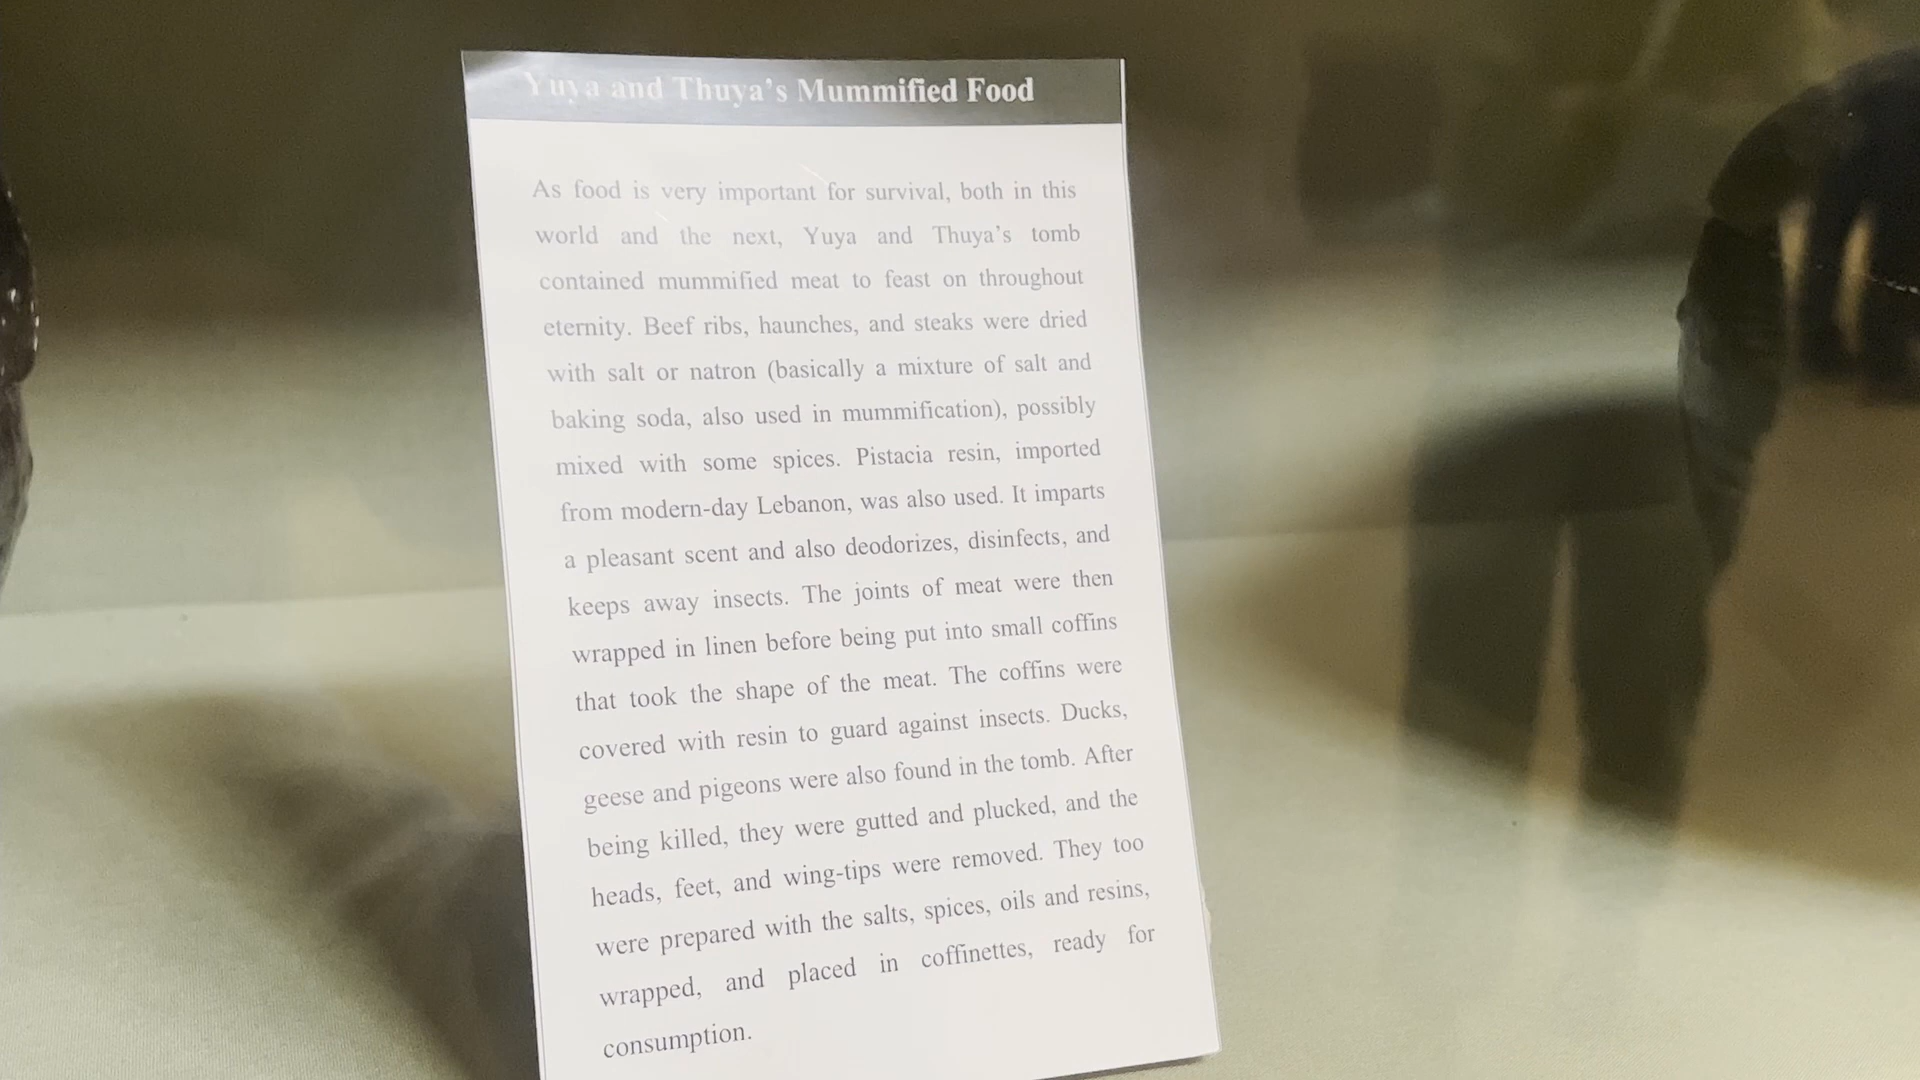 Yuya and Thuya's Mummified Food
As food is very important for survival, both in this
world and the next, Yuya and Thuya's tomb
contained mummified meat to feast on throughout
eternity. Beef ribs, haunches, and steaks were dried
with salt or natron (basically a mixture of salt and
baking soda, also used in mummification), possibly
mixed with some spices. Pistacia resin, imported
from modern-day Lebanon, was also used. It imparts
a pleasant scent and also deodorizes, disinfects, and
keeps away insects. The joints of meat were then
wrapped in linen before being put into small coffins
that took the shape of the meat. The coffins were
covered with resin to guard against insects. Ducks,
geese and pigeons were also found in the tomb. After
being killed, they were gutted and plucked, and the
heads, feet, and wing-tips were removed. They too
were prepared with the salts, spices, oils and resins,
wrapped, and placed in coffinettes, ready for
consumption.